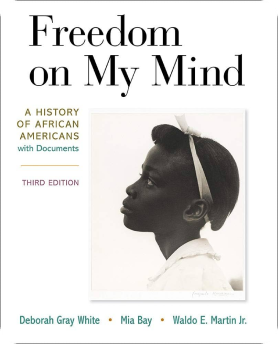 Freedom
on My Mind
A HISTORY
OF AFRICAN
AMERICANS
with Documents
THIRD EDITION
Deborah Gray White • Mia Bay • Waldo E. Martin Jr.